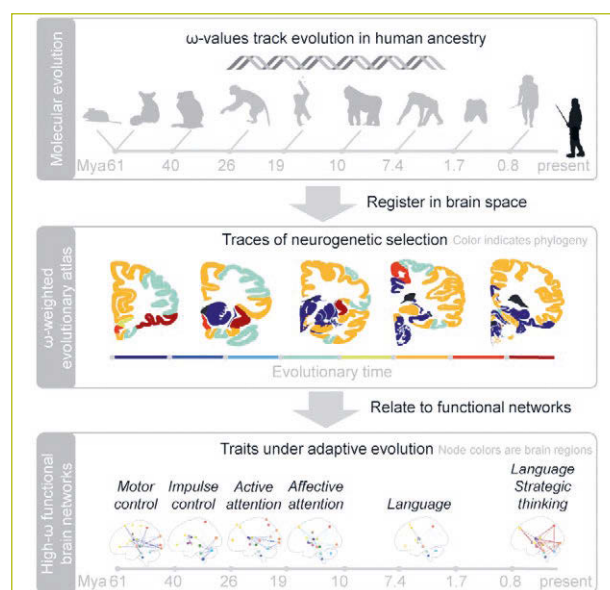 Molecular evolution
ω-values track evolution in human ancestry
Mya 61 40 26 19 10 7.4 1.7 0.8 present
Register in brain space
ω-weighted
evolutionary atlas
Traces of neurogenetic selection Color indicates phylogeny
Evolutionary time
Relate to functional networks
High-ω functional
brain networks
Traits under adaptive evolution Node colors are brain regions
Motor
control
Impulse
control
Active
attention
Affective
attention
Language
Language
Strategic
thinking
Mya 61 40 26 19 10 7.4 1.7 0.8 present